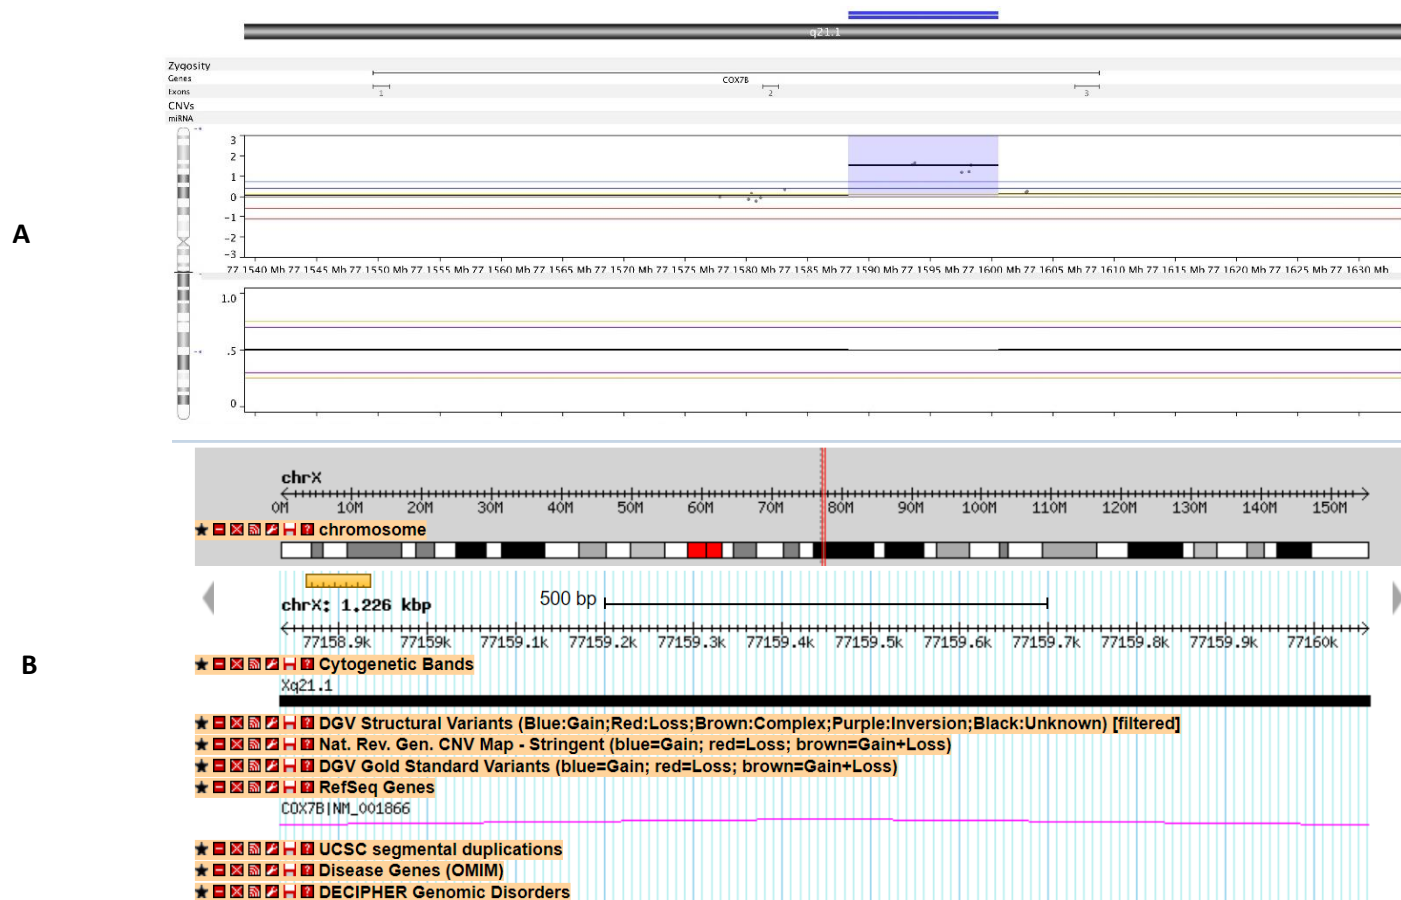 q21.1
Zygosity
Genes
COX7B
Exons
1 2 3
CNVs
miRNA
3
2
1
0
-1
-2
-3
A
77 1540 Mb 77 1545 Mb 77 1550 Mb 77 1555 Mb 77 1560 Mb 77 1565 Mb 77 1570 Mb 77 1575 Mb 77 1580 Mb 77 1585 Mb 77 1590 Mb 77 1595 Mb 77 1600 Mb 77 1605 Mb 77 1610 Mb 77 1615 Mb 77 1620 Mb 77 1625 Mb 77 1630 Mb
1.0
.5
0
chrX
0M 10M 20M 30M 40M 50M 60M 70M 80M 90M 100M 110M 120M 130M 140M 150M
chromosome
chrX: 1.226 kbp 500 bp
77158.9k 77159k 77159.1k 77159.2k 77159.3k 77159.4k 77159.5k 77159.6k 77159.7k 77159.8k 77159.9k 77160k
B
Cytogenetic Bands
Xq21.1
DGV Structural Variants (Blue:Gain;Red:Loss;Brown:Complex;Purple:Inversion;Black:Unknown) [filtered]
Nat. Rev. Gen. CNV Map - Stringent (blue=Gain; red=Loss; brown=Gain+Loss)
DGV Gold Standard Variants (blue=Gain; red=Loss; brown=Gain+Loss)
RefSeq Genes
COX7B|NM_001866
UCSC segmental duplications
Disease Genes (OMIM)
DECIPHER Genomic Disorders